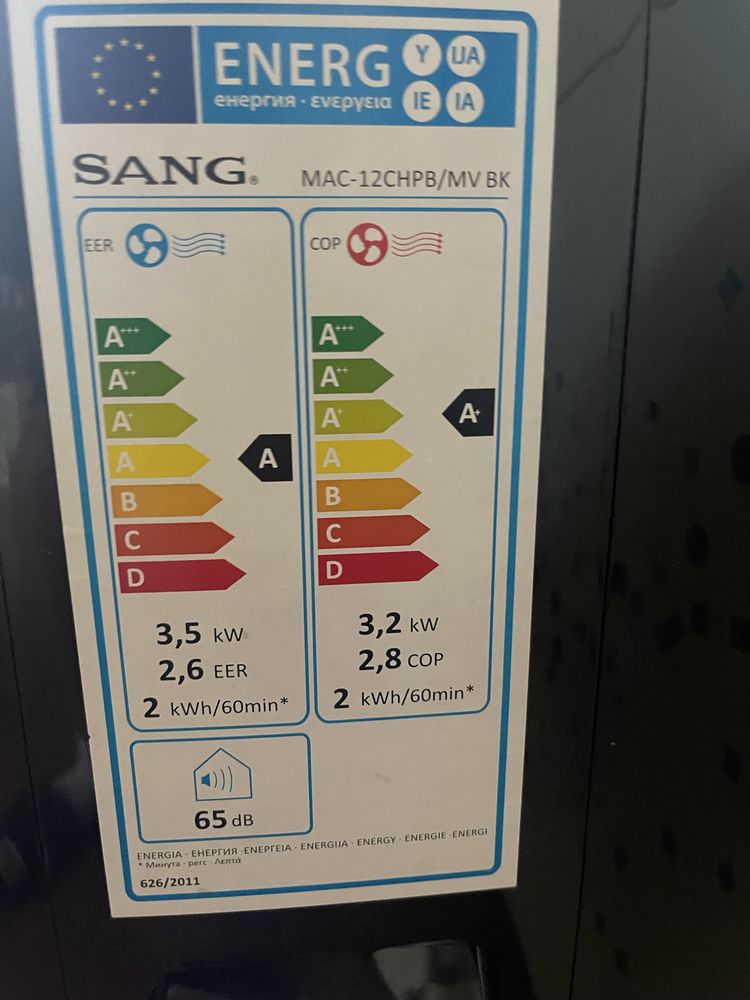 ENERG Y IJA
енергия · ενεργεια IE IA
SANG® MAC-12CHPB/MV BK
EER
A+++
A++
A+
A
B
C
D
A
3,5 kW
2,6 EER
2 kWh/60min*
COP
A+++
A++
A+
A
B
C
D
A+
3,2 kW
2,8 COP
2 kWh/60min*
65 dB
ENERGIA · ЕНЕРГИЯ · ΕΝΕΡΓΕΙΑ · ENERGIJA · ENERGY · ENERGIE · ENERGI
* Минута · perc · Λεπτά
626/2011